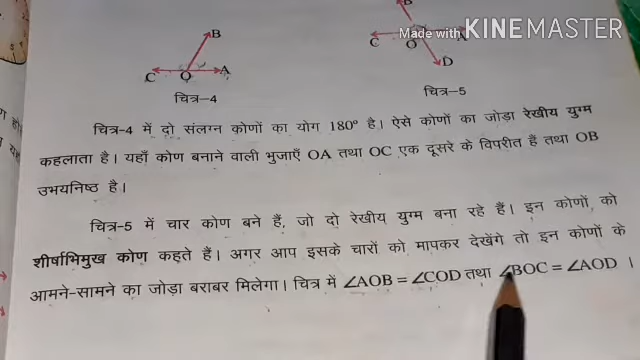 B
C
O
A
चित्र–4
B
Made with KINEMASTER
C
O
A
D
चित्र–5
चित्र-4 में दो संलग्न कोणों का योग 180° है। ऐसे कोणों का जोड़ा रेखीय युग्म
कहलाता है। यहाँ कोण बनाने वाली भुजाएँ OA तथा OC एक दूसरे के विपरीत हैं तथा OB
उभयनिष्ठ है।
चित्र-5 में चार कोण बने हैं, जो दो रेखीय युग्म बना रहे हैं। इन कोणों, को
शीर्षाभिमुख कोण कहते हैं। अगर आप इसके चारों को मापकर देखेंगे तो इन कोणों के
आमने-सामने का जोड़ा बराबर मिलेगा। चित्र में ∠AOB = ∠COD तथा ∠BOC = ∠AOD ।